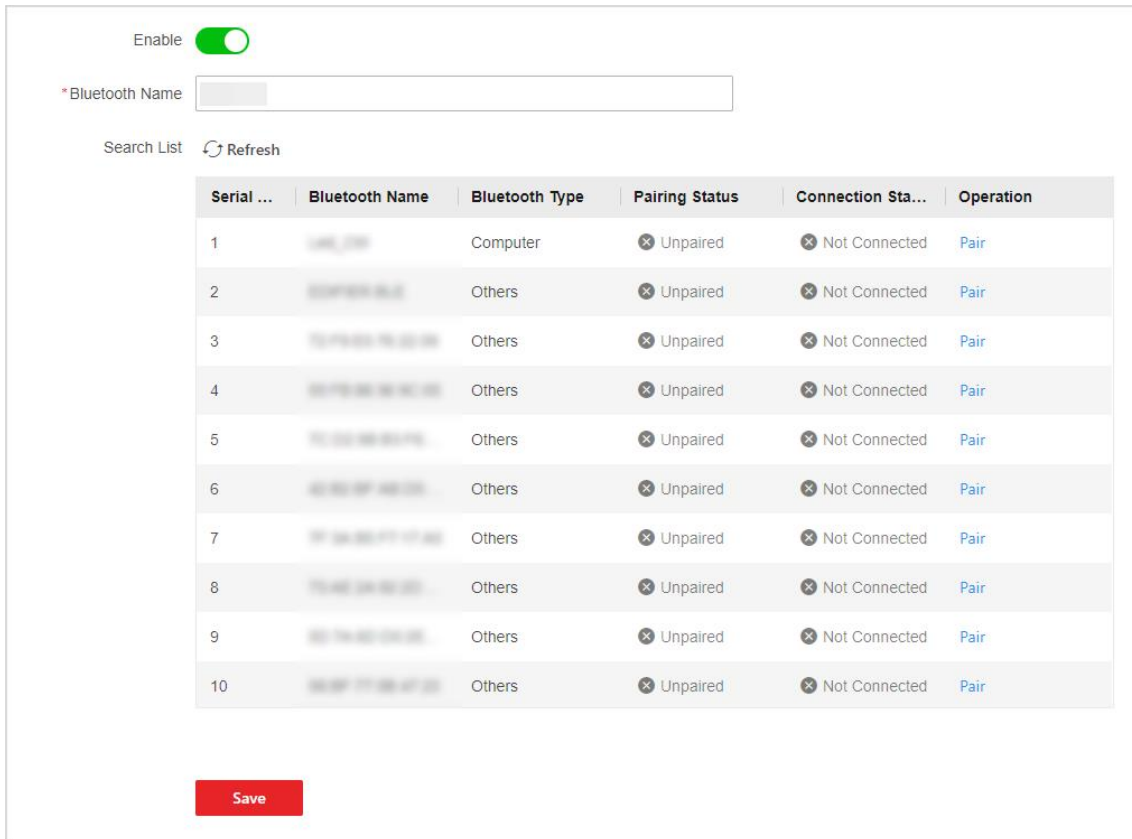 Enable
*Bluetooth Name
Search List Refresh
Serial ... Bluetooth Name Bluetooth Type Pairing Status Connection Sta... Operation
1 Computer Unpaired Not Connected Pair
2 Others Unpaired Not Connected Pair
3 Others Unpaired Not Connected Pair
4 Others Unpaired Not Connected Pair
5 Others Unpaired Not Connected Pair
6 Others Unpaired Not Connected Pair
7 Others Unpaired Not Connected Pair
8 Others Unpaired Not Connected Pair
9 Others Unpaired Not Connected Pair
10 Others Unpaired Not Connected Pair
Save